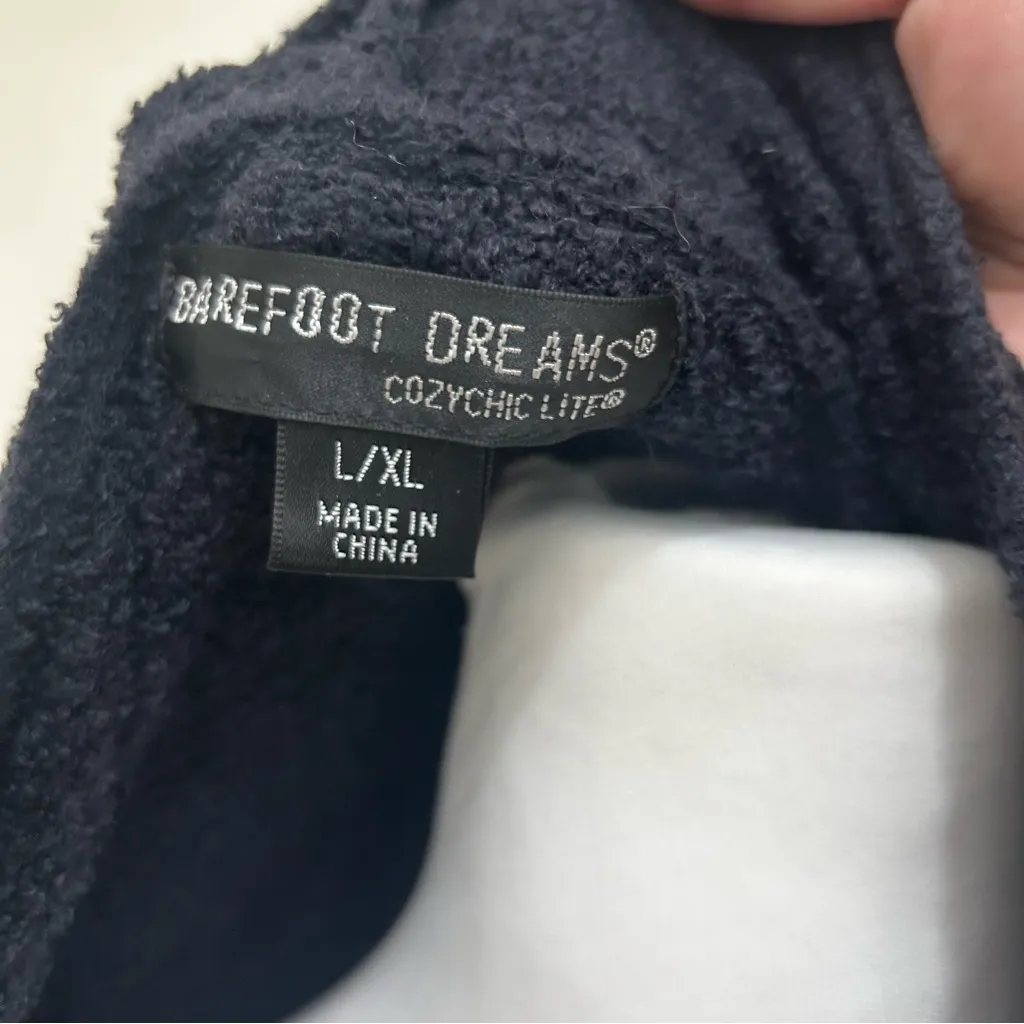 BAREFOOT DREAMS®
COZYCHIC LITE®
L/XL
MADE IN
CHINA